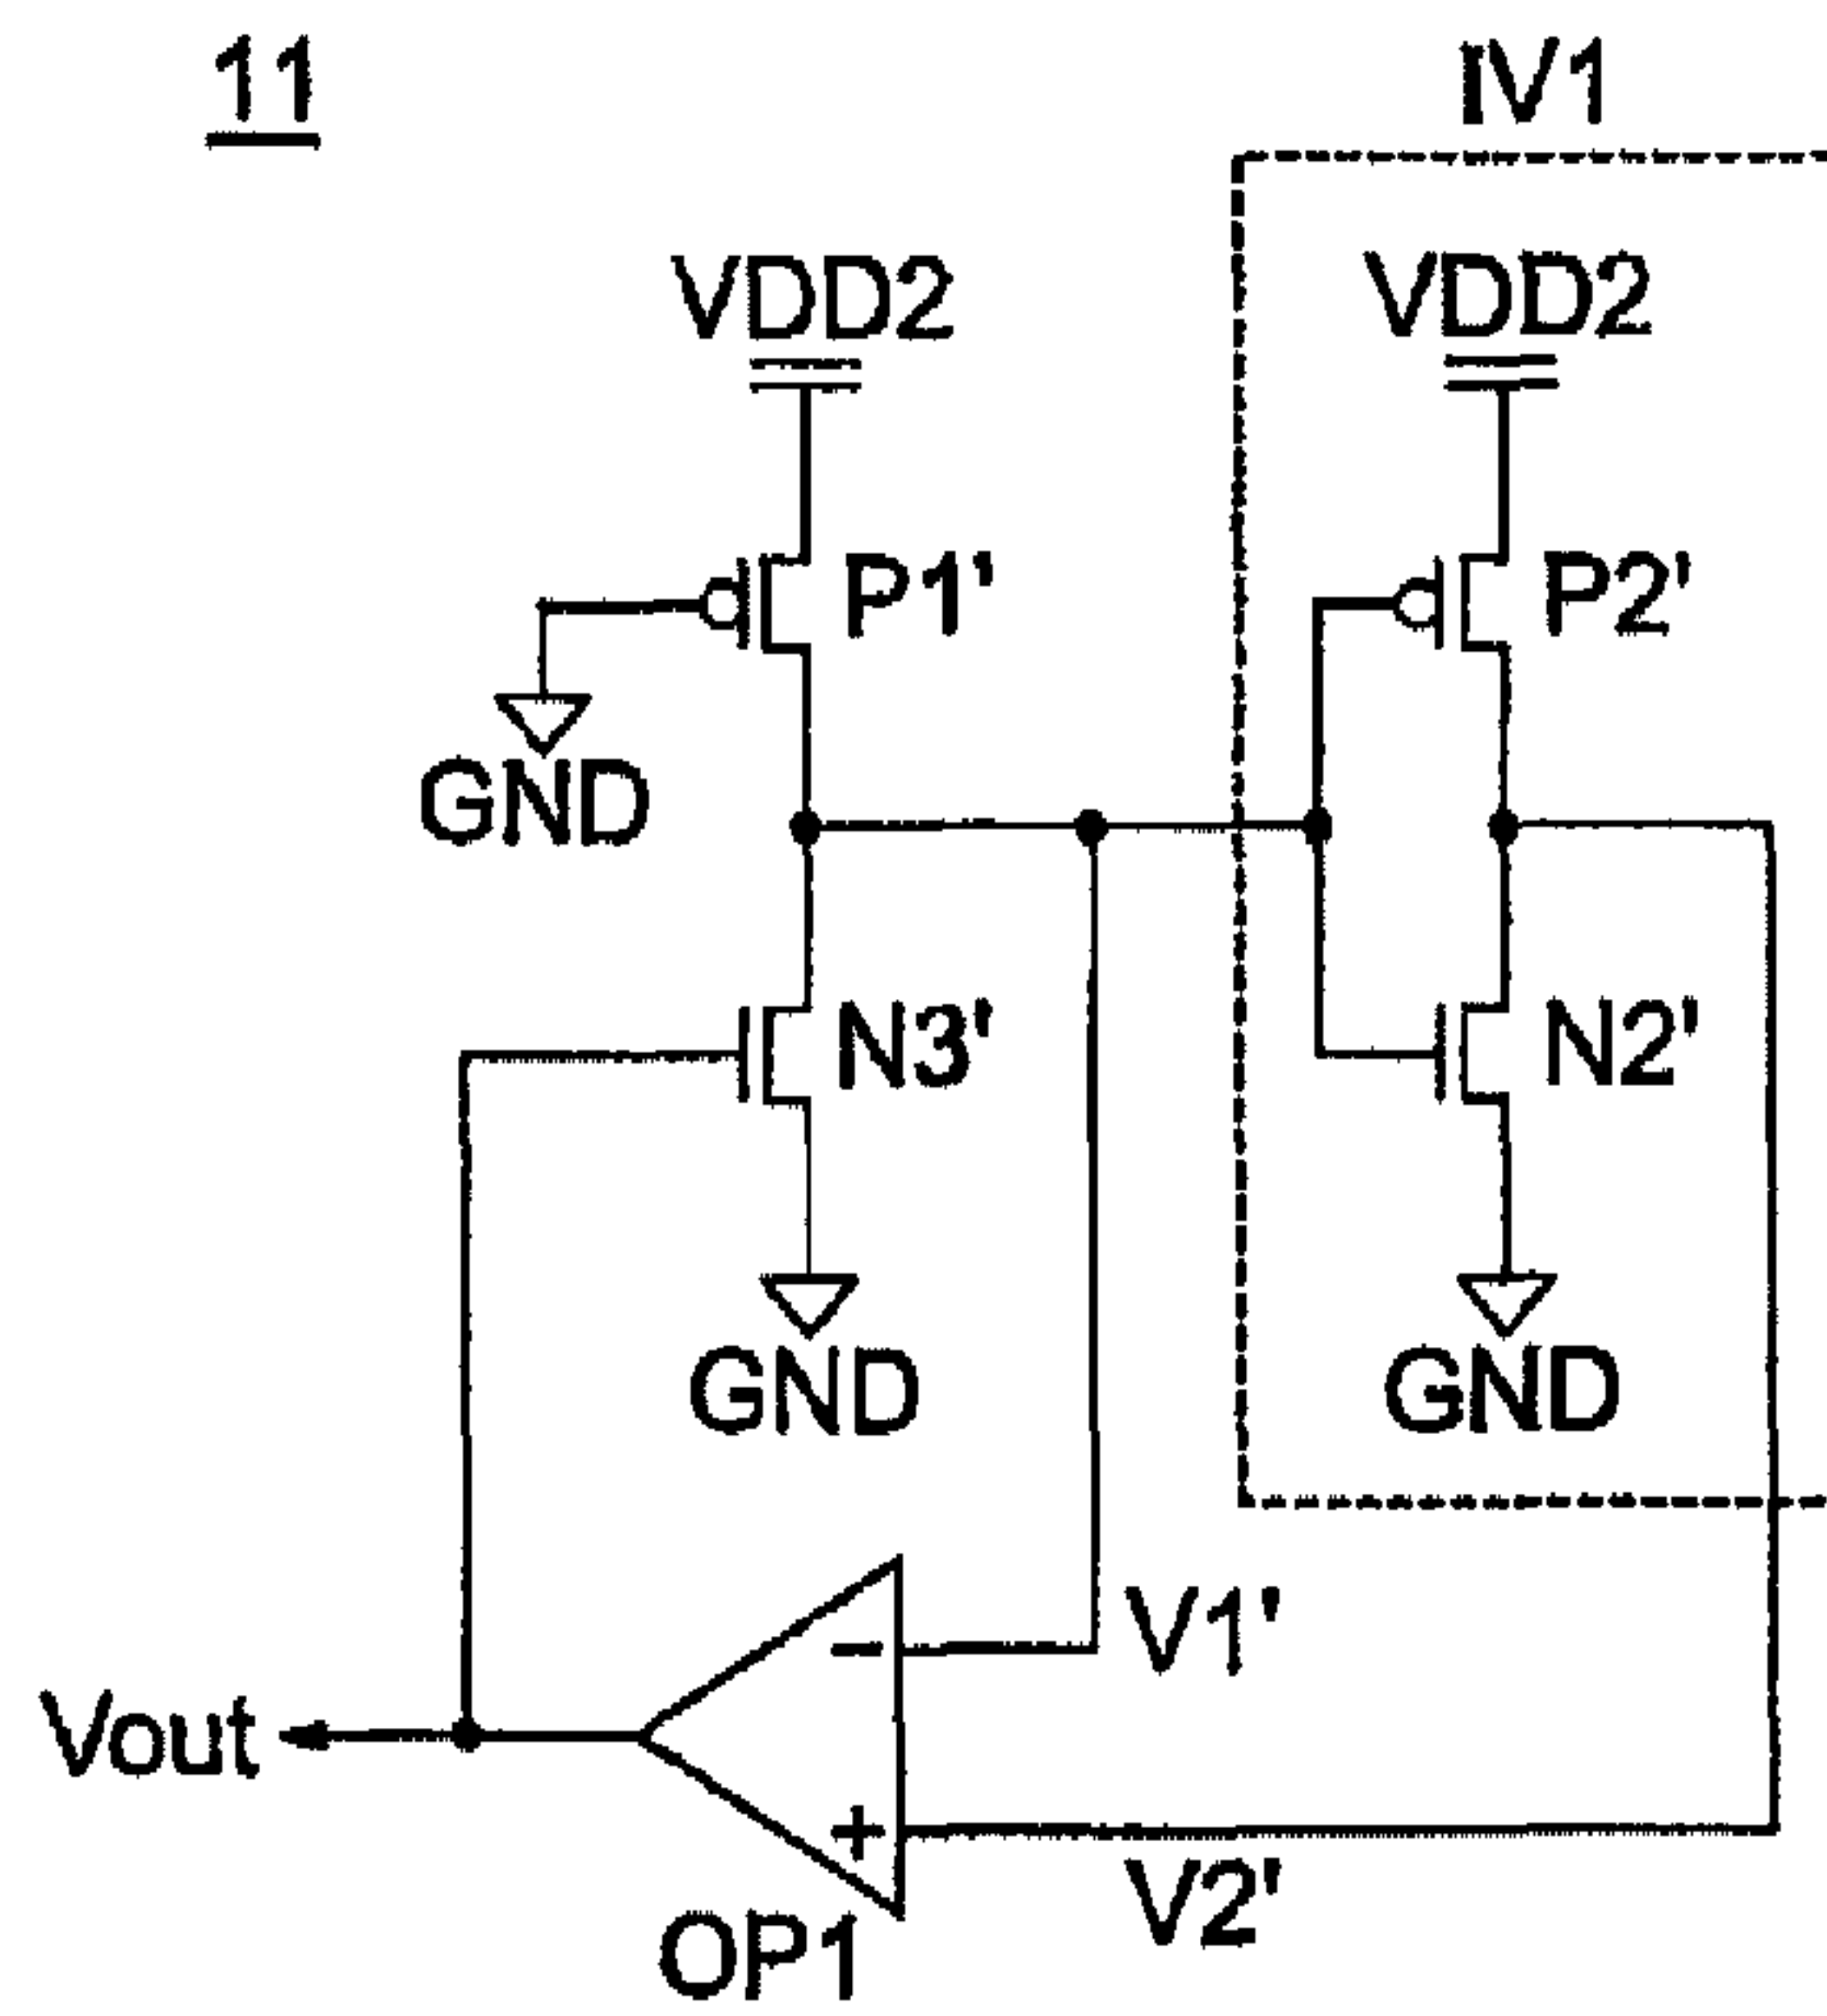 11
IV1
VDD2
VDD2
P1'
P2'
GND
N3'
N2'
GND
GND
-
V1'
Vout
+
V2'
OP1